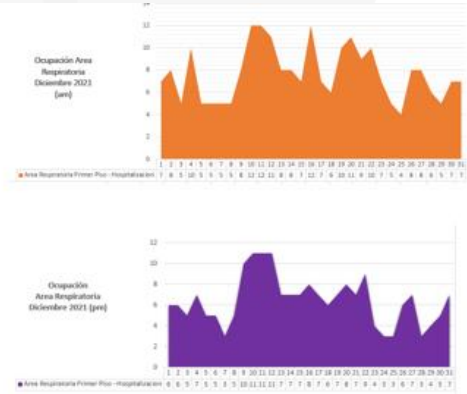 Ocupación Area
Respiratoria
Diciembre 2021
(am)
14
12
10
8
6
4
2
0
1 2 3 4 5 6 7 8 9 10 11 12 13 14 15 16 17 18 19 20 21 22 23 24 25 26 27 28 29 30 31
Area Respiratoria Primer Piso - Hospitalizacion 7 8 5 10 5 5 5 5 8 12 12 11 8 8 7 12 7 6 10 11 9 10 7 5 4 8 8 6 5 7 7
Ocupación
Area Respiratoria
Diciembre 2021 (pm)
12
10
8
6
4
2
0
1 2 3 4 5 6 7 8 9 10 11 12 13 14 15 16 17 18 19 20 21 22 23 24 25 26 27 28 29 30 31
Area Respiratoria Primer Piso - Hospitalizacion 6 6 5 7 5 5 3 5 10 11 11 11 7 7 7 8 7 6 7 8 7 9 4 3 3 6 7 3 4 5 7